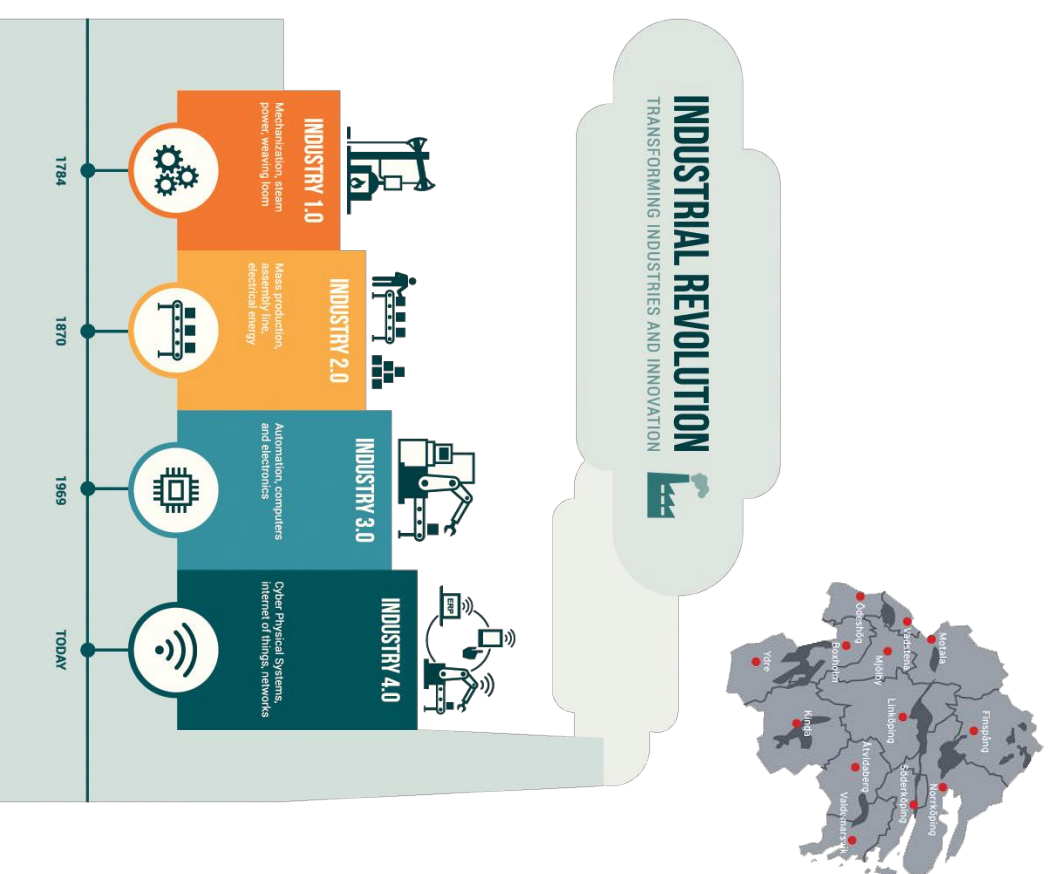 INDUSTRIAL REVOLUTION
TRANSFORMING INDUSTRIES AND INNOVATION
INDUSTRY 1.0
Mechanization, steam
power, weaving loom
1784
INDUSTRY 2.0
Mass production,
assembly line,
electrical energy
1870
INDUSTRY 3.0
Automation, computers
and electronics
1969
ERP
INDUSTRY 4.0
Cyber Physical Systems,
internet of things, networks
TODAY
Finspång
Motala
Norrköping
Vadstena
Söderköping
Linköping
Mjölby
Ödeshög
Boxholm
Åtvidaberg
Valdemarsvik
Kinda
Ydre